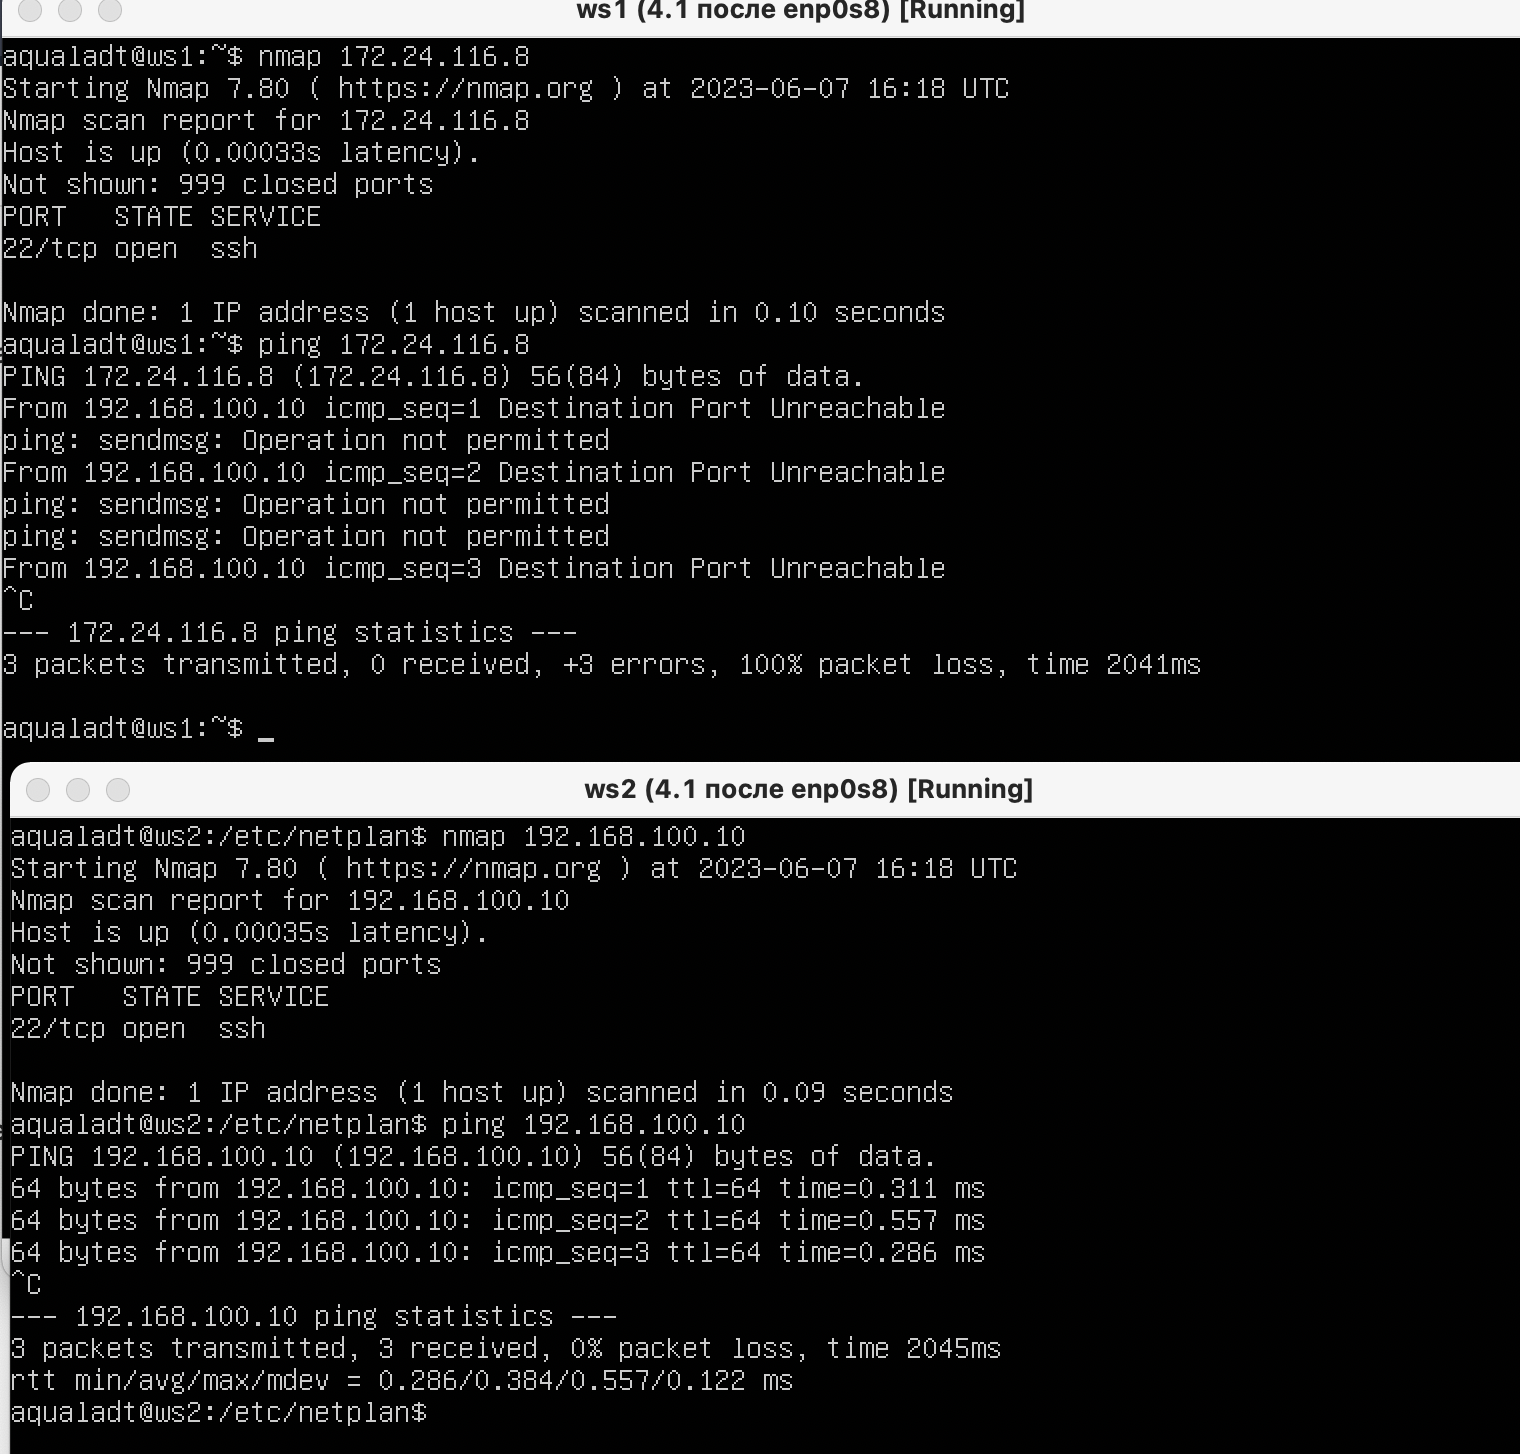 ws1 (4.1 после enp0s8) [Running]
aqualadt@ws1:~$ nmap 172.24.116.8
Starting Nmap 7.80 ( https://nmap.org ) at 2023-06-07 16:18 UTC
Nmap scan report for 172.24.116.8
Host is up (0.00033s latency).
Not shown: 999 closed ports
PORT   STATE SERVICE
22/tcp open  ssh

Nmap done: 1 IP address (1 host up) scanned in 0.10 seconds
aqualadt@ws1:~$ ping 172.24.116.8
PING 172.24.116.8 (172.24.116.8) 56(84) bytes of data.
From 192.168.100.10 icmp_seq=1 Destination Port Unreachable
ping: sendmsg: Operation not permitted
From 192.168.100.10 icmp_seq=2 Destination Port Unreachable
ping: sendmsg: Operation not permitted
ping: sendmsg: Operation not permitted
From 192.168.100.10 icmp_seq=3 Destination Port Unreachable
^C
--- 172.24.116.8 ping statistics ---
3 packets transmitted, 0 received, +3 errors, 100% packet loss, time 2041ms

aqualadt@ws1:~$ _
ws2 (4.1 после enp0s8) [Running]
aqualadt@ws2:/etc/netplan$ nmap 192.168.100.10
Starting Nmap 7.80 ( https://nmap.org ) at 2023-06-07 16:18 UTC
Nmap scan report for 192.168.100.10
Host is up (0.00035s latency).
Not shown: 999 closed ports
PORT   STATE SERVICE
22/tcp open  ssh

Nmap done: 1 IP address (1 host up) scanned in 0.09 seconds
aqualadt@ws2:/etc/netplan$ ping 192.168.100.10
PING 192.168.100.10 (192.168.100.10) 56(84) bytes of data.
64 bytes from 192.168.100.10: icmp_seq=1 ttl=64 time=0.311 ms
64 bytes from 192.168.100.10: icmp_seq=2 ttl=64 time=0.557 ms
64 bytes from 192.168.100.10: icmp_seq=3 ttl=64 time=0.286 ms
^C
--- 192.168.100.10 ping statistics ---
3 packets transmitted, 3 received, 0% packet loss, time 2045ms
rtt min/avg/max/mdev = 0.286/0.384/0.557/0.122 ms
aqualadt@ws2:/etc/netplan$